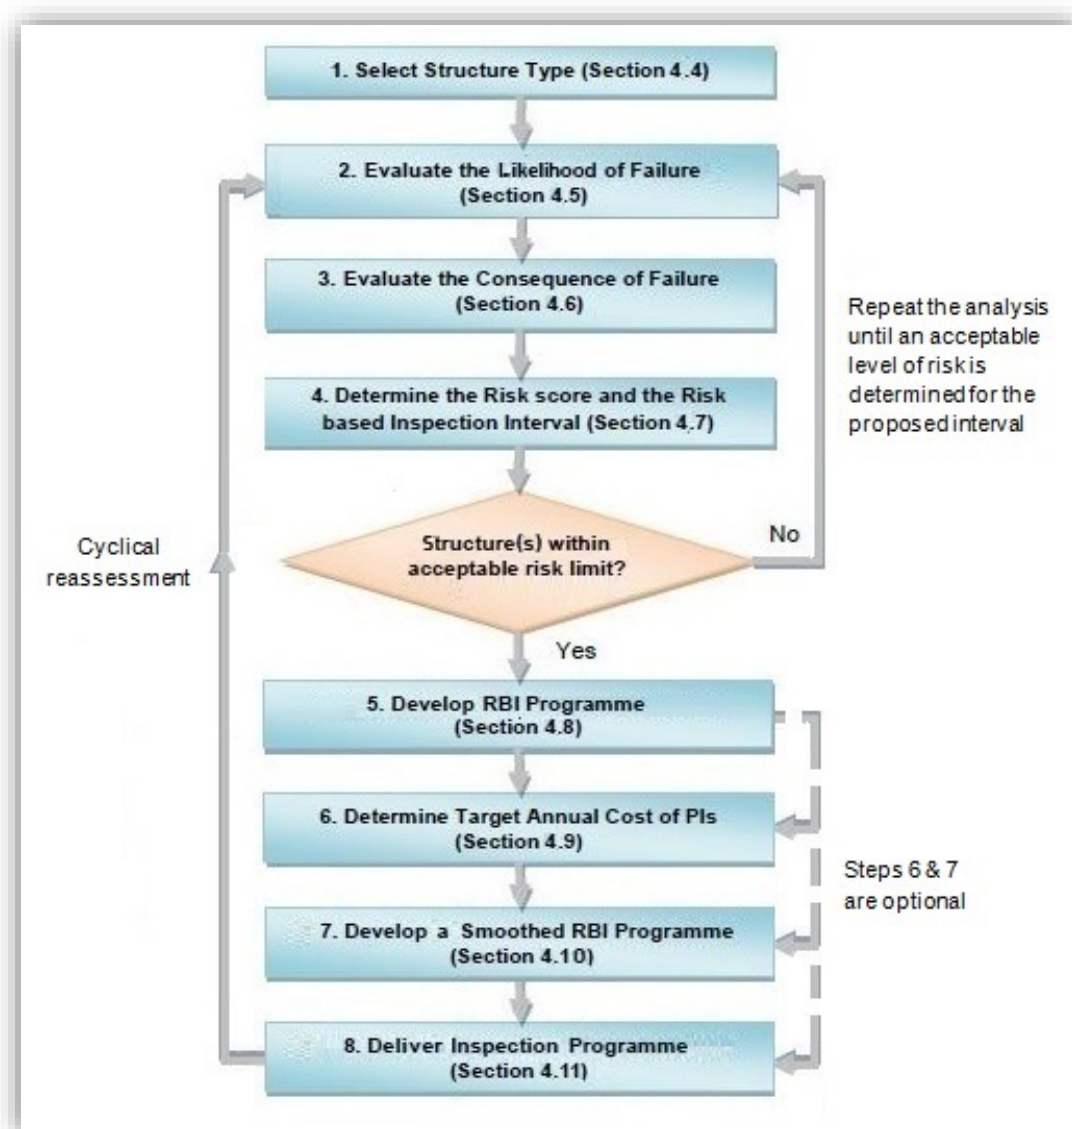 1. Select Structure Type (Section 4.4)
2. Evaluate the Likelihood of Failure
(Section 4.5)
3. Evaluate the Consequence of Failure
(Section 4.6)
4. Determine the Risk score and the Risk
based Inspection Interval (Section 4.7)
Repeat the analysis
until an acceptable
level of risk is
determined for the
proposed interval
Structure(s) within
acceptable risk limit?
No
Cyclical
reassessment
Yes
5. Develop RBI Programme
(Section 4.8)
6. Determine Target Annual Cost of PIs
(Section 4.9)
Steps 6 & 7
are optional
7. Develop a Smoothed RBI Programme
(Section 4.10)
8. Deliver Inspection Programme
(Section 4.11)